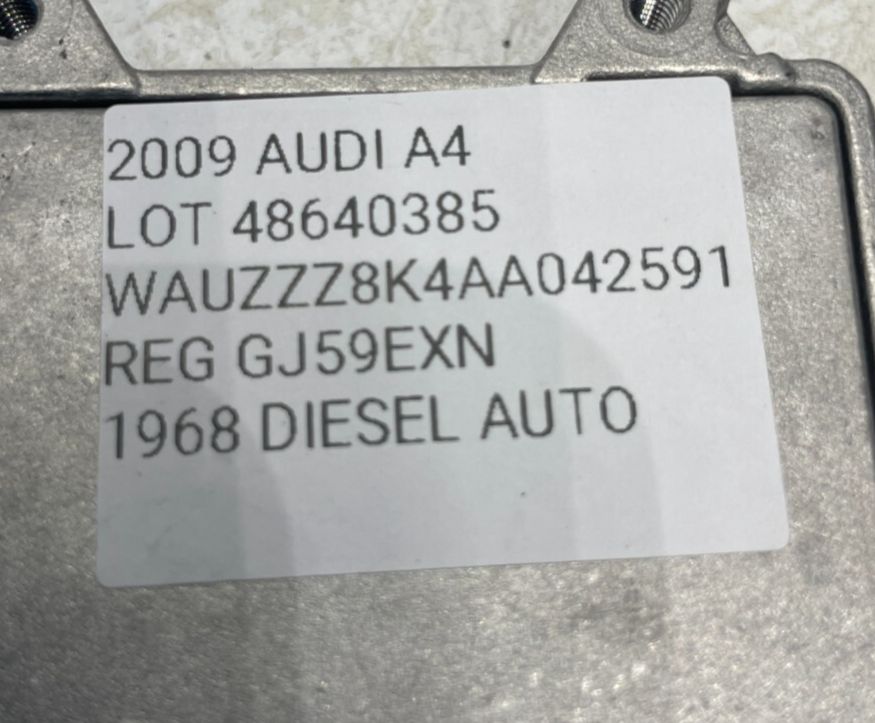 2009 AUDI A4
LOT 48640385
WAUZZZ8K4AA042591
REG GJ59EXN
1968 DIESEL AUTO